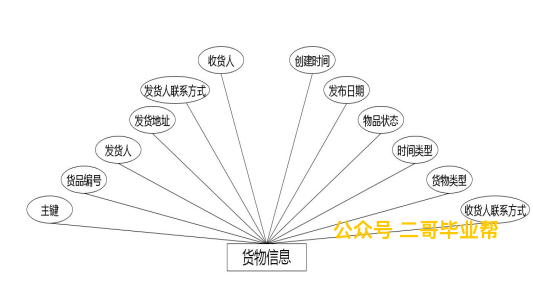 收货人
创建时间
发货人联系方式
发布日期
发货地址
物品状态
发货人
时间类型
货品编号
货物类型
主键
收货人联系方式
公众号 二哥毕业帮
货物信息